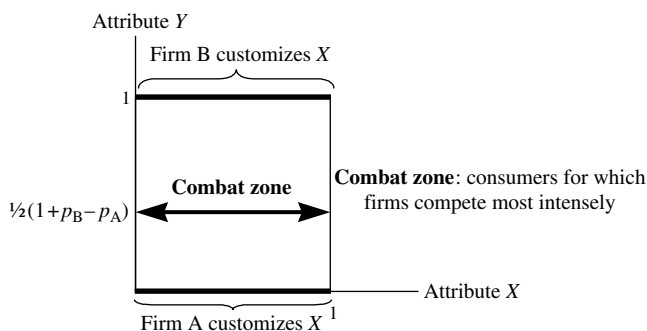 Attribute Y
Firm B customizes X
1
Combat zone
Combat zone: consumers for which
firms compete most intensely
½(1+pB−pA)
Attribute X
Firm A customizes X
1